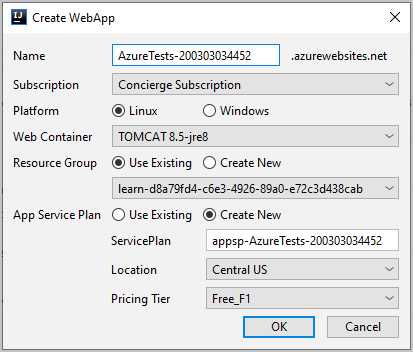 IJ Create WebApp
Name AzureTests-200303034452 .azurewebsites.net
Subscription Concierge Subscription
Platform Linux Windows
Web Container TOMCAT 8.5-jre8
Resource Group Use Existing Create New
learn-d8a79fd4-c6e3-4926-89a0-e72c3d438cab
App Service Plan Use Existing Create New
ServicePlan appsp-AzureTests-200303034452
Location Central US
Pricing Tier Free_F1
OK Cancel